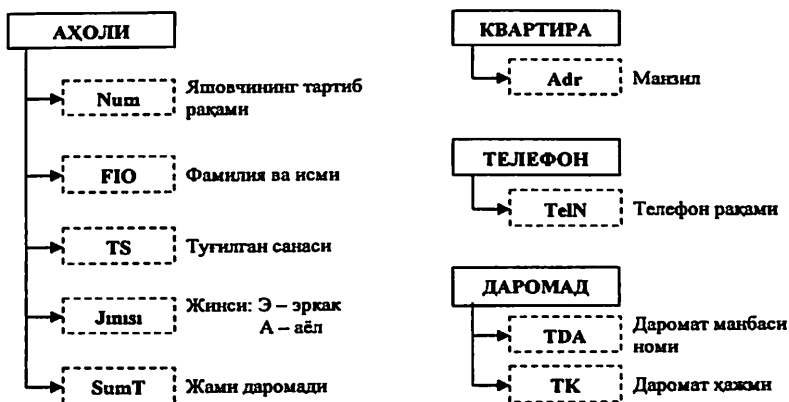 АҲОЛИ
Num
Яшовчининг тартиб
рақами
FIO
Фамилия ва исми
TS
Туғилган санаси
Jınısı
Жинси: Э – эркак
А – аёл
SumT
Жами даромади
КВАРТИРА
Adr
Манзил
ТЕЛЕФОН
TelN
Телефон рақами
ДАРОМАД
TDA
Даромат манбаси
номи
TK
Даромат ҳажми